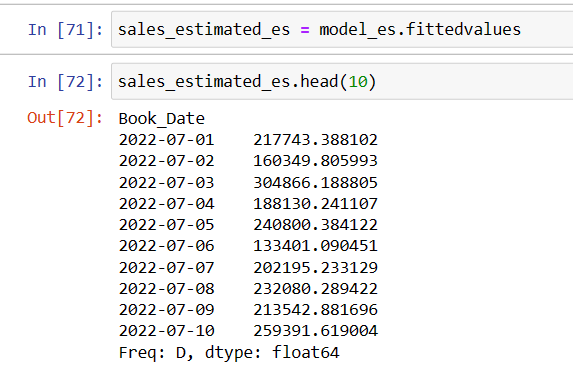 In [71]: sales_estimated_es = model_es.fittedvalues
In [72]: sales_estimated_es.head(10)
Out[72]: Book_Date
2022-07-01    217743.388102
2022-07-02    160349.805993
2022-07-03    304866.188805
2022-07-04    188130.241107
2022-07-05    240800.384122
2022-07-06    133401.090451
2022-07-07    202195.233129
2022-07-08    232080.289422
2022-07-09    213542.881696
2022-07-10    259391.619004
Freq: D, dtype: float64